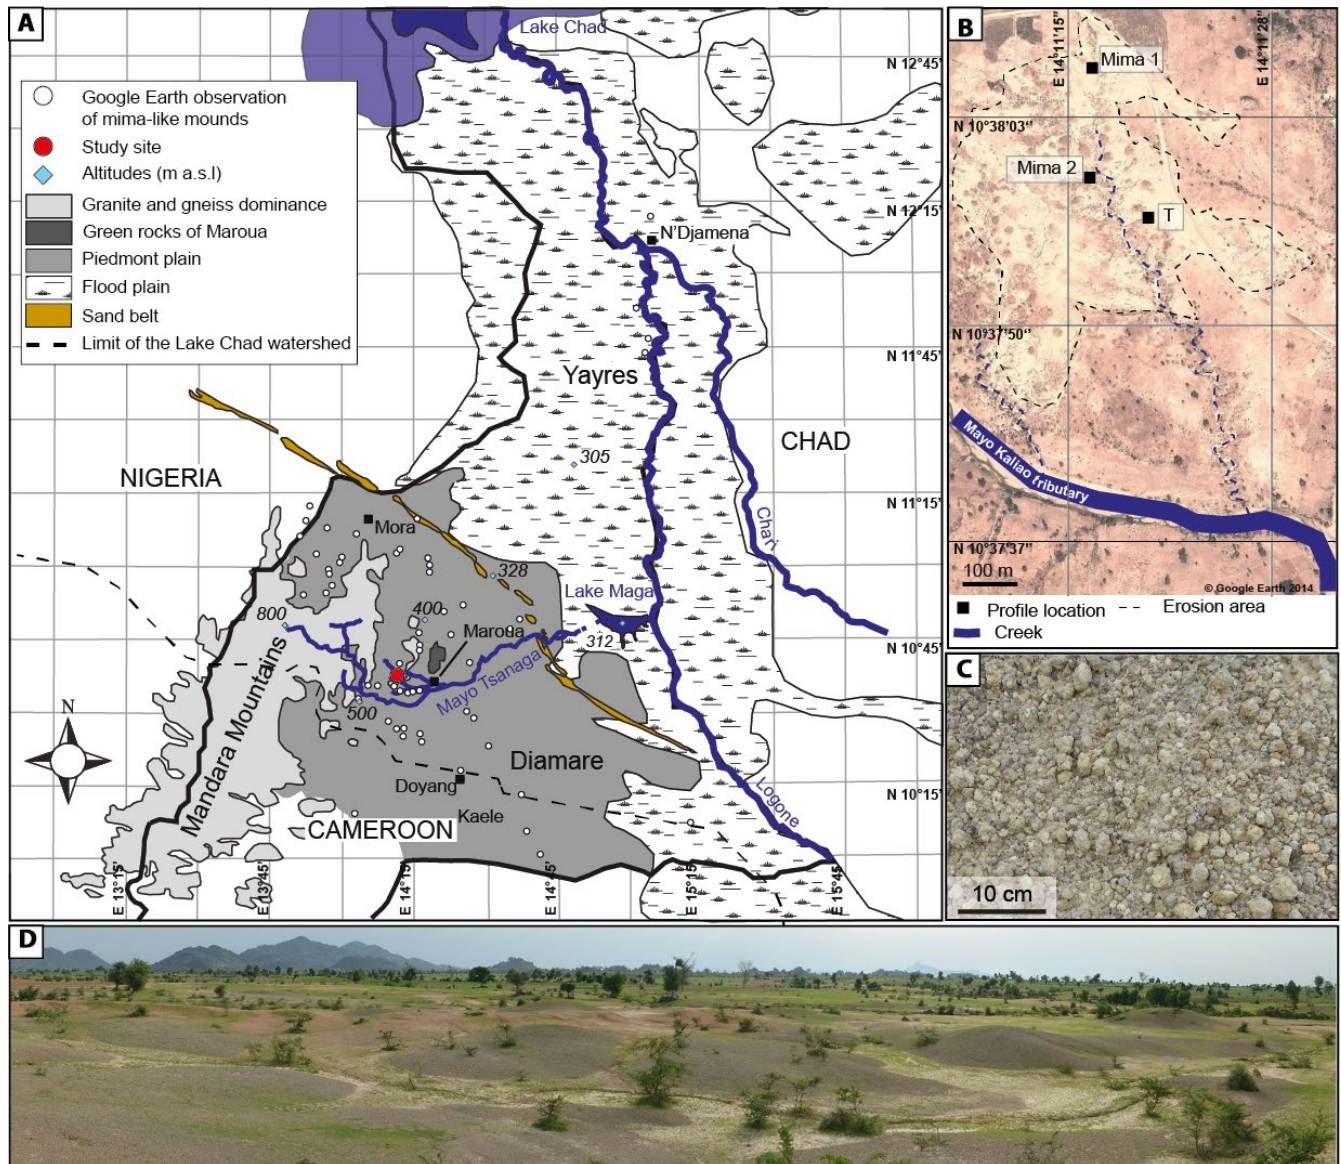 A
Lake Chad
N 12°45'
Google Earth observation
of mima-like mounds
Study site
Altitudes (m a.s.l)
Granite and gneiss dominance
Green rocks of Maroua
Piedmont plain
Flood plain
Sand belt
Limit of the Lake Chad watershed
N 12°15'
N'Djamena
N 11°45'
Yayres
CHAD
305
NIGERIA
N 11°15'
Chari
Mora
328
Lake Maga
800
400
Maroua
312
N 10°45'
Mayo Tsanaga
500
Mandara Mountains
N
Diamare
Doyang
Kaele
Logone
N 10°15'
CAMEROON
E 13°15'
E 13°45'
E 14°15'
E 14°45'
E 15°15'
E 15°45'
B
E 14°11'15"
E 14°11'28"
Mima 1
N 10°38'03"
Mima 2
T
N 10°37'50"
Mayo Kaliao tributary
N 10°37'37"
100 m
© Google Earth 2014
Profile location
Erosion area
Creek
C
10 cm
D